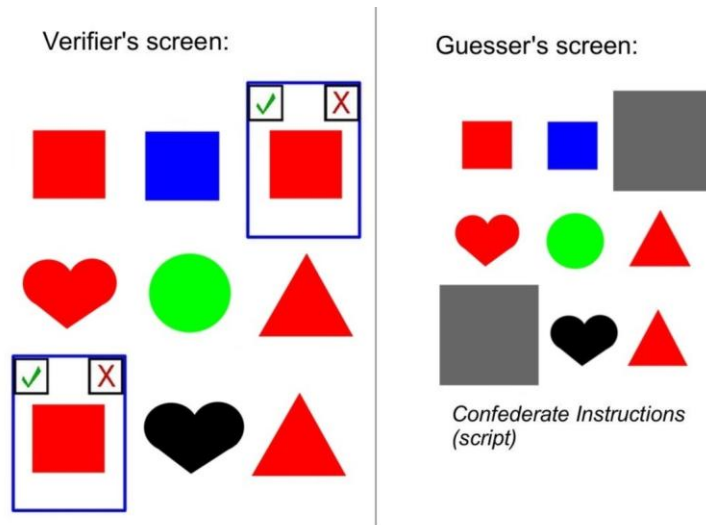 Verifier's screen:
Guesser's screen:
✓ X
✓ X
Confederate Instructions
(script)